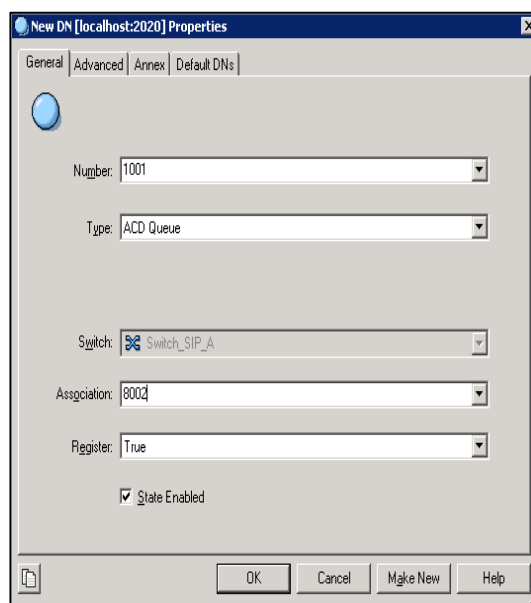 New DN [localhost:2020] Properties
General Advanced Annex Default DNs
Number: 1001
Type: ACD Queue
Switch: Switch_SIP_A
Association: 8002
Register: True
State Enabled
OK Cancel Make New Help